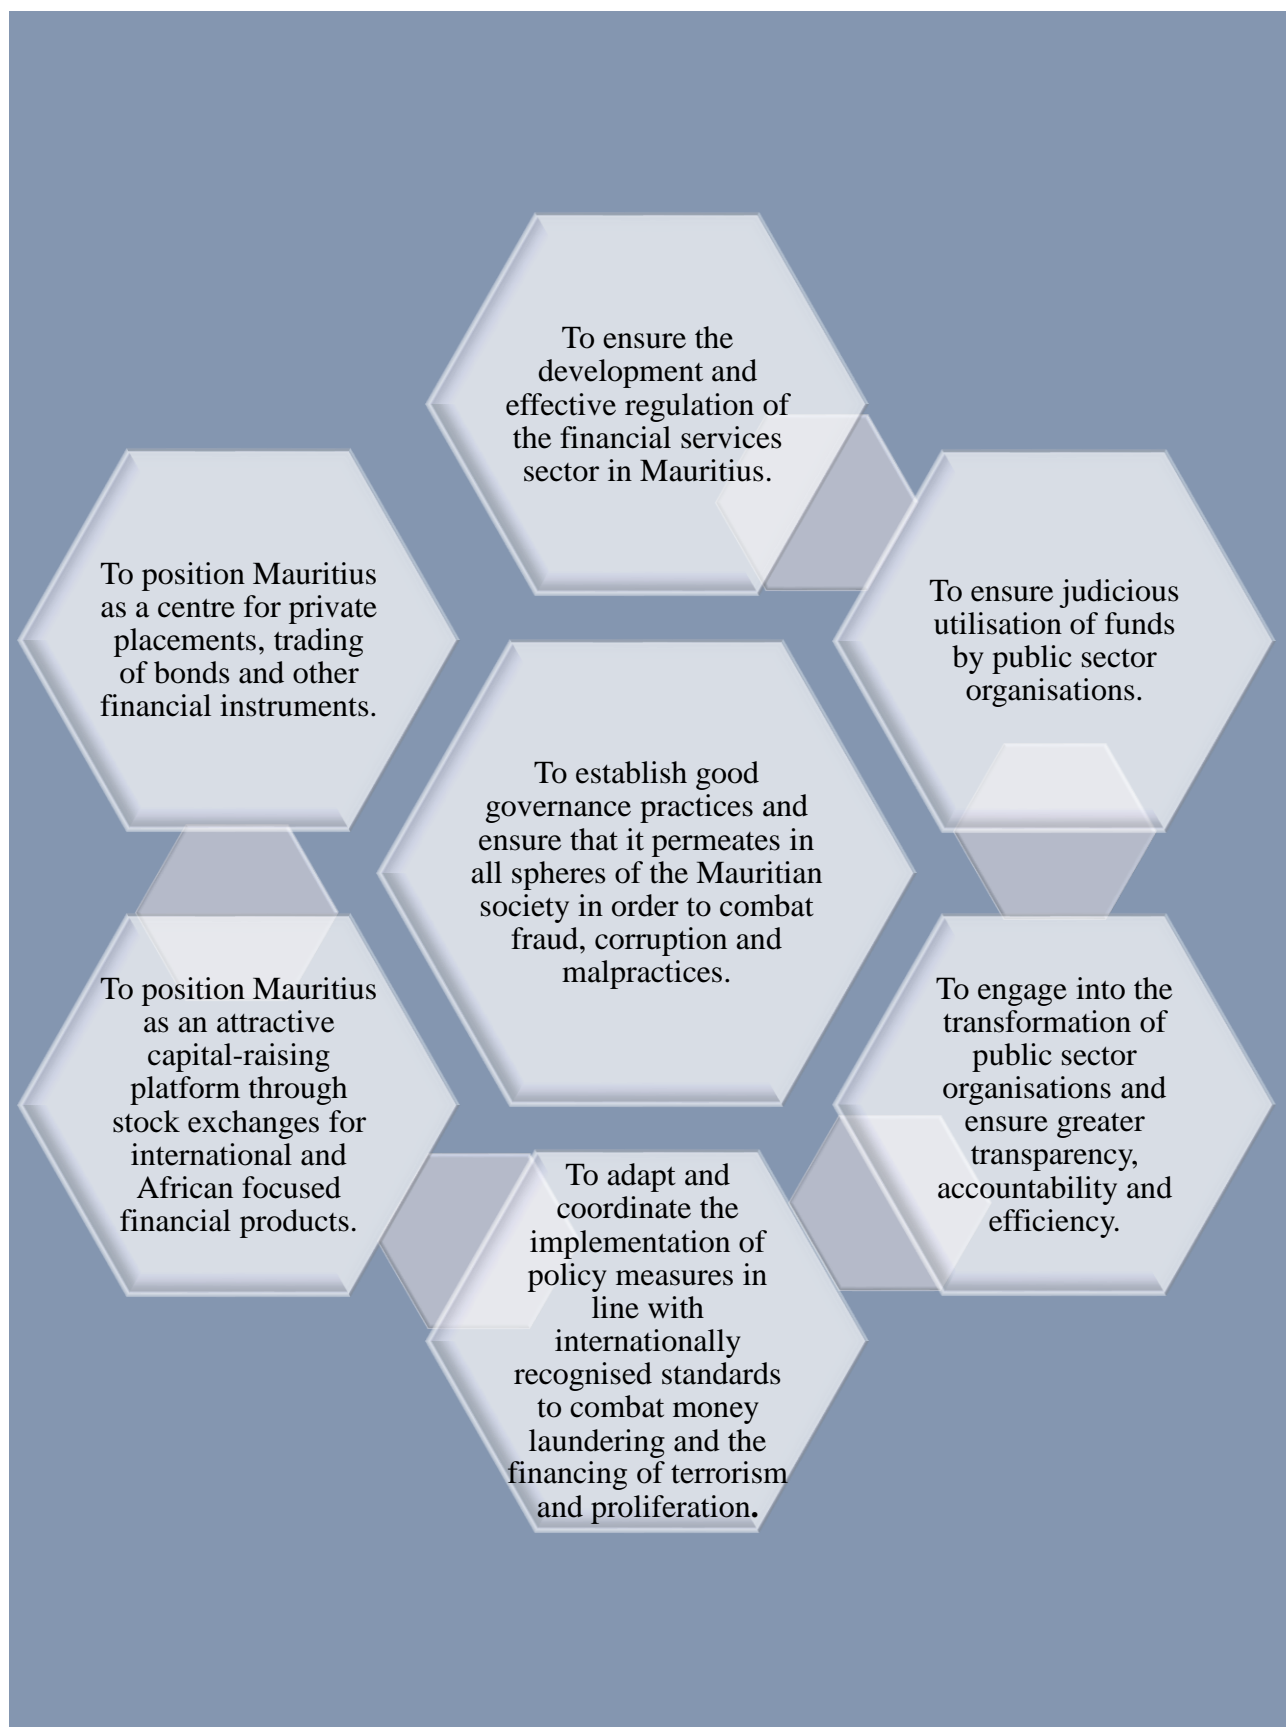 To ensure the
development and
effective regulation of
the financial services
sector in Mauritius.
To position Mauritius
as a centre for private
placements, trading
of bonds and other
financial instruments.
To ensure judicious
utilisation of funds
by public sector
organisations.
To establish good
governance practices and
ensure that it permeates in
all spheres of the Mauritian
society in order to combat
fraud, corruption and
malpractices.
To position Mauritius
as an attractive
capital-raising
platform through
stock exchanges for
international and
African focused
financial products.
To engage into the
transformation of
public sector
organisations and
ensure greater
transparency,
accountability and
efficiency.
To adapt and
coordinate the
implementation of
policy measures in
line with
internationally
recognised standards
to combat money
laundering and the
financing of terrorism
and proliferation.